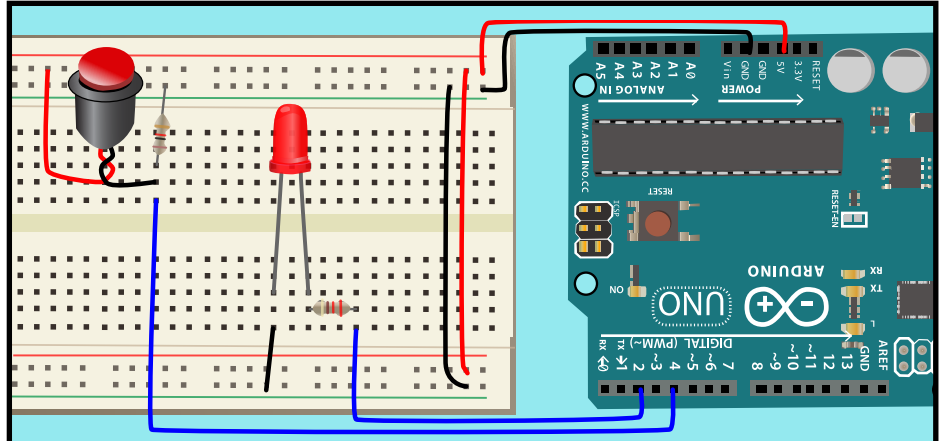 A5
A4
A3
A2
A1
A0
ANALOG IN
Vin
GND
GND
5V
3.3V
RESET
POWER
WWW.ARDUINO.CC
RESET
RESET-EN
ICSP
ON
UNO
ARDUINO
RX
TX
L
DIGITAL (PWM~)
RX
0
TX
1
2
~3
4
~5
~6
7
8
~9
~10
~11
12
13
GND
AREF